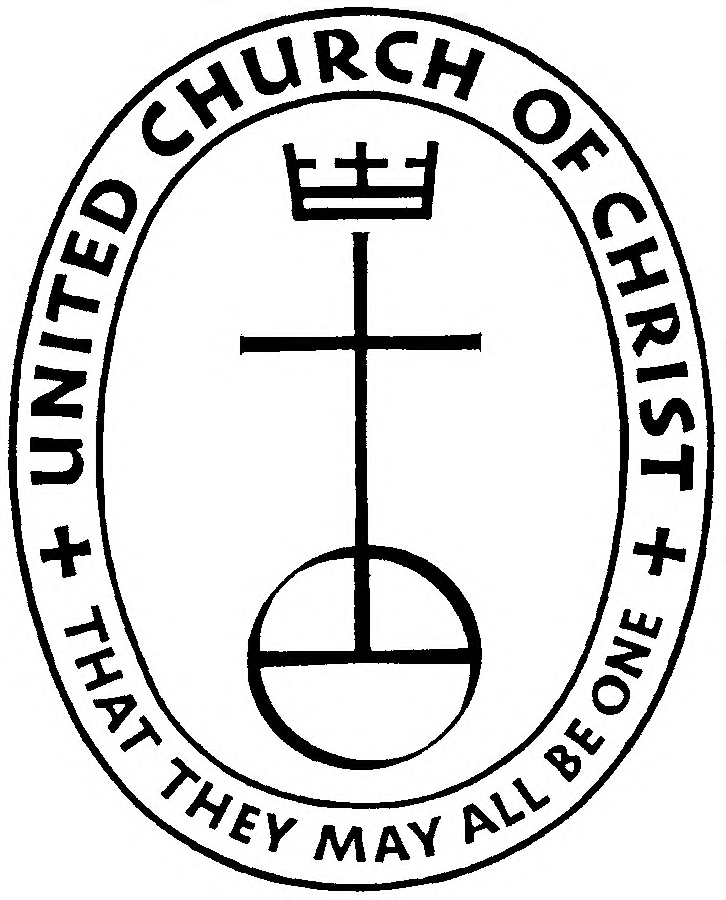 UNITED CHURCH OF CHRIST
THAT THEY MAY ALL BE ONE